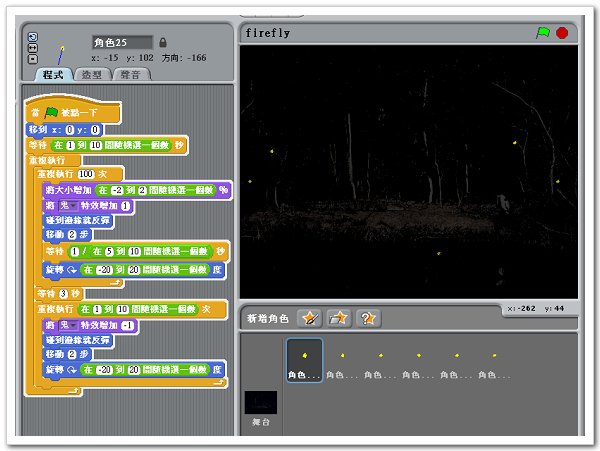 角色25
x: -15 y: 102 方向: -166
程式 造型 聲音
當 被點一下
移到 x: 0 y: 0
等待 在 1 到 10 間隨機選一個數 秒
重複執行
重複執行 100 次
將大小增加 在 -2 到 2 間隨機選一個數 %
將 鬼 特效增加 1
碰到邊緣就反彈
移動 2 步
等待 1 / 在 5 到 10 間隨機選一個數 秒
旋轉 在 -20 到 20 間隨機選一個數 度
等待 3 秒
重複執行 在 1 到 10 間隨機選一個數 次
將 鬼 特效增加 -1
碰到邊緣就反彈
移動 2 步
旋轉 在 -20 到 20 間隨機選一個數 度
firefly
x: -262 y: 44
新增角色
角色... 角色... 角色... 角色... 角色... 角色...
舞台